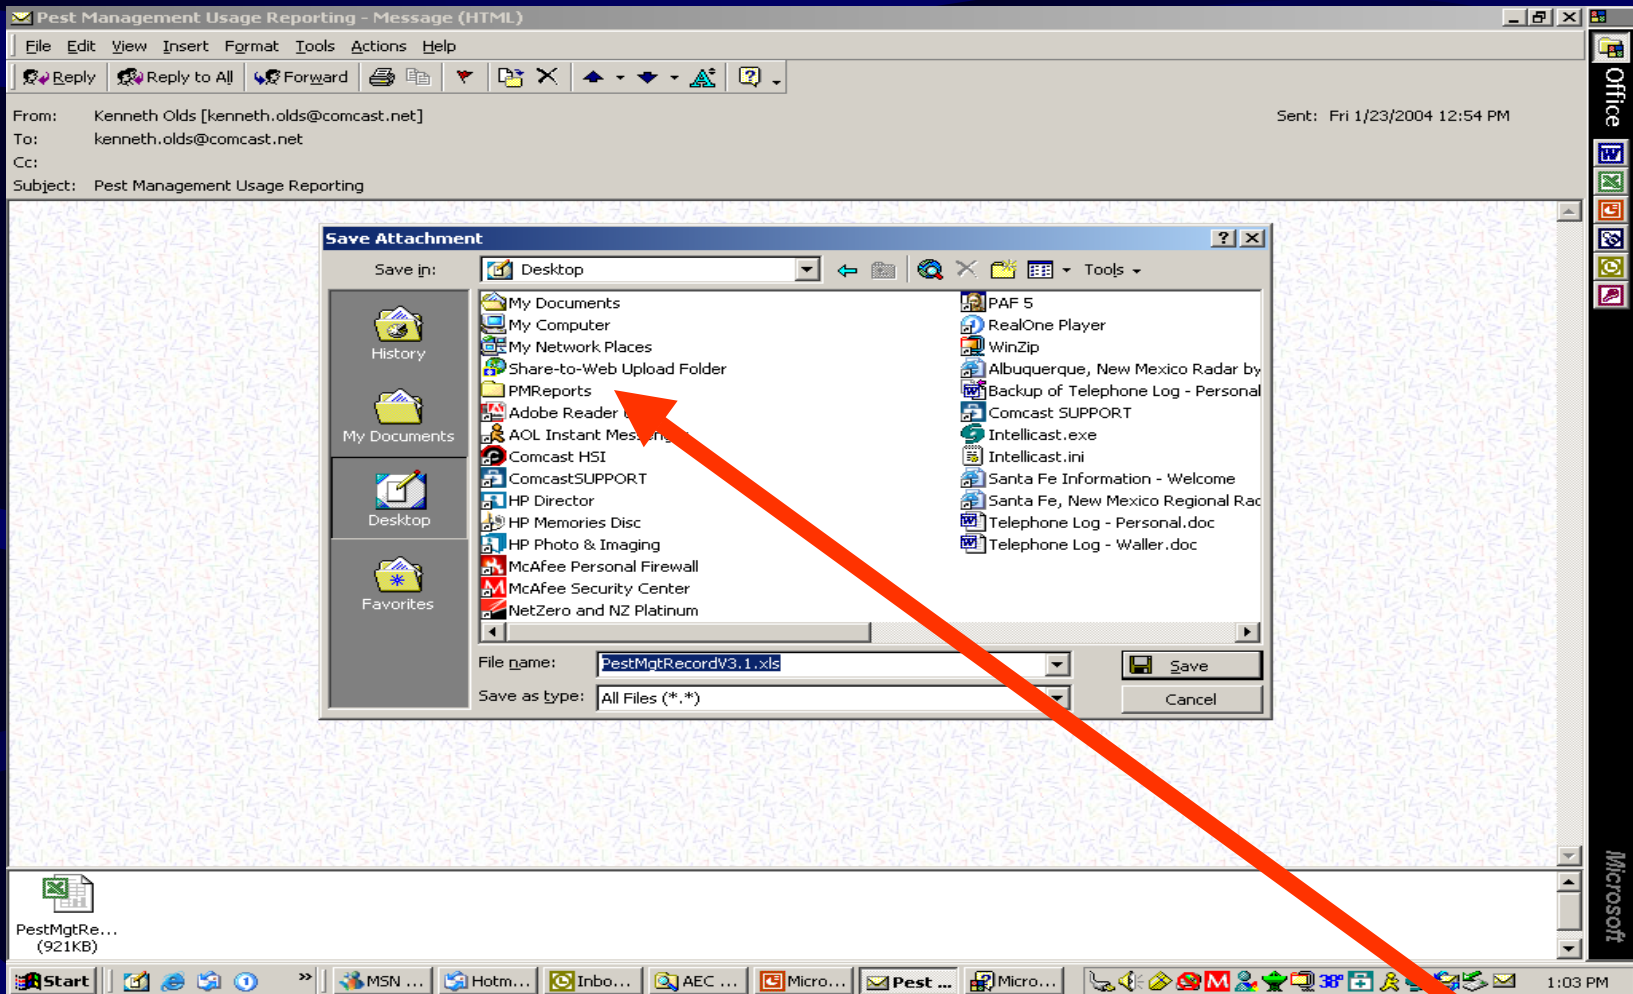 Pest Management Usage Reporting - Message (HTML)
File Edit View Insert Format Tools Actions Help
Reply Reply to All Forward
From: Kenneth Olds [kenneth.olds@comcast.net] Sent: Fri 1/23/2004 12:54 PM
To: kenneth.olds@comcast.net
Cc:
Subject: Pest Management Usage Reporting
Save Attachment
Save in: Desktop Tools
History
My Documents
Desktop
Favorites
My Documents
My Computer
My Network Places
Share-to-Web Upload Folder
PMReports
Adobe Reader
AOL Instant
Comcast HSI
ComcastSUPPORT
HP Director
HP Memories Disc
HP Photo & Imaging
McAfee Personal Firewall
McAfee Security Center
NetZero and NZ Platinum
PAF 5
RealOne Player
WinZip
Albuquerque, New Mexico Radar by
Backup of Telephone Log - Personal
Comcast SUPPORT
Intellicast.exe
Intellicast.ini
Santa Fe Information - Welcome
Santa Fe, New Mexico Regional Rad
Telephone Log - Personal.doc
Telephone Log - Waller.doc
File name: PestMgtRecordV3.1.xls Save
Save as type: All Files (*.*) Cancel
PestMgtRe...
(921KB)
Office
Microsoft
Start MSN ... Hotm... Inbo... AEC ... Micro... Pest ... Micro... 38° 1:03 PM